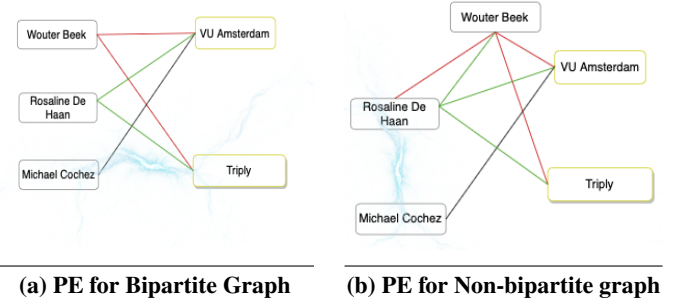 Wouter Beek
VU Amsterdam
Rosaline De
Haan
Michael Cochez
Triply
(a) PE for Bipartite Graph
Wouter Beek
VU Amsterdam
Rosaline De
Haan
Triply
Michael Cochez
(b) PE for Non-bipartite graph